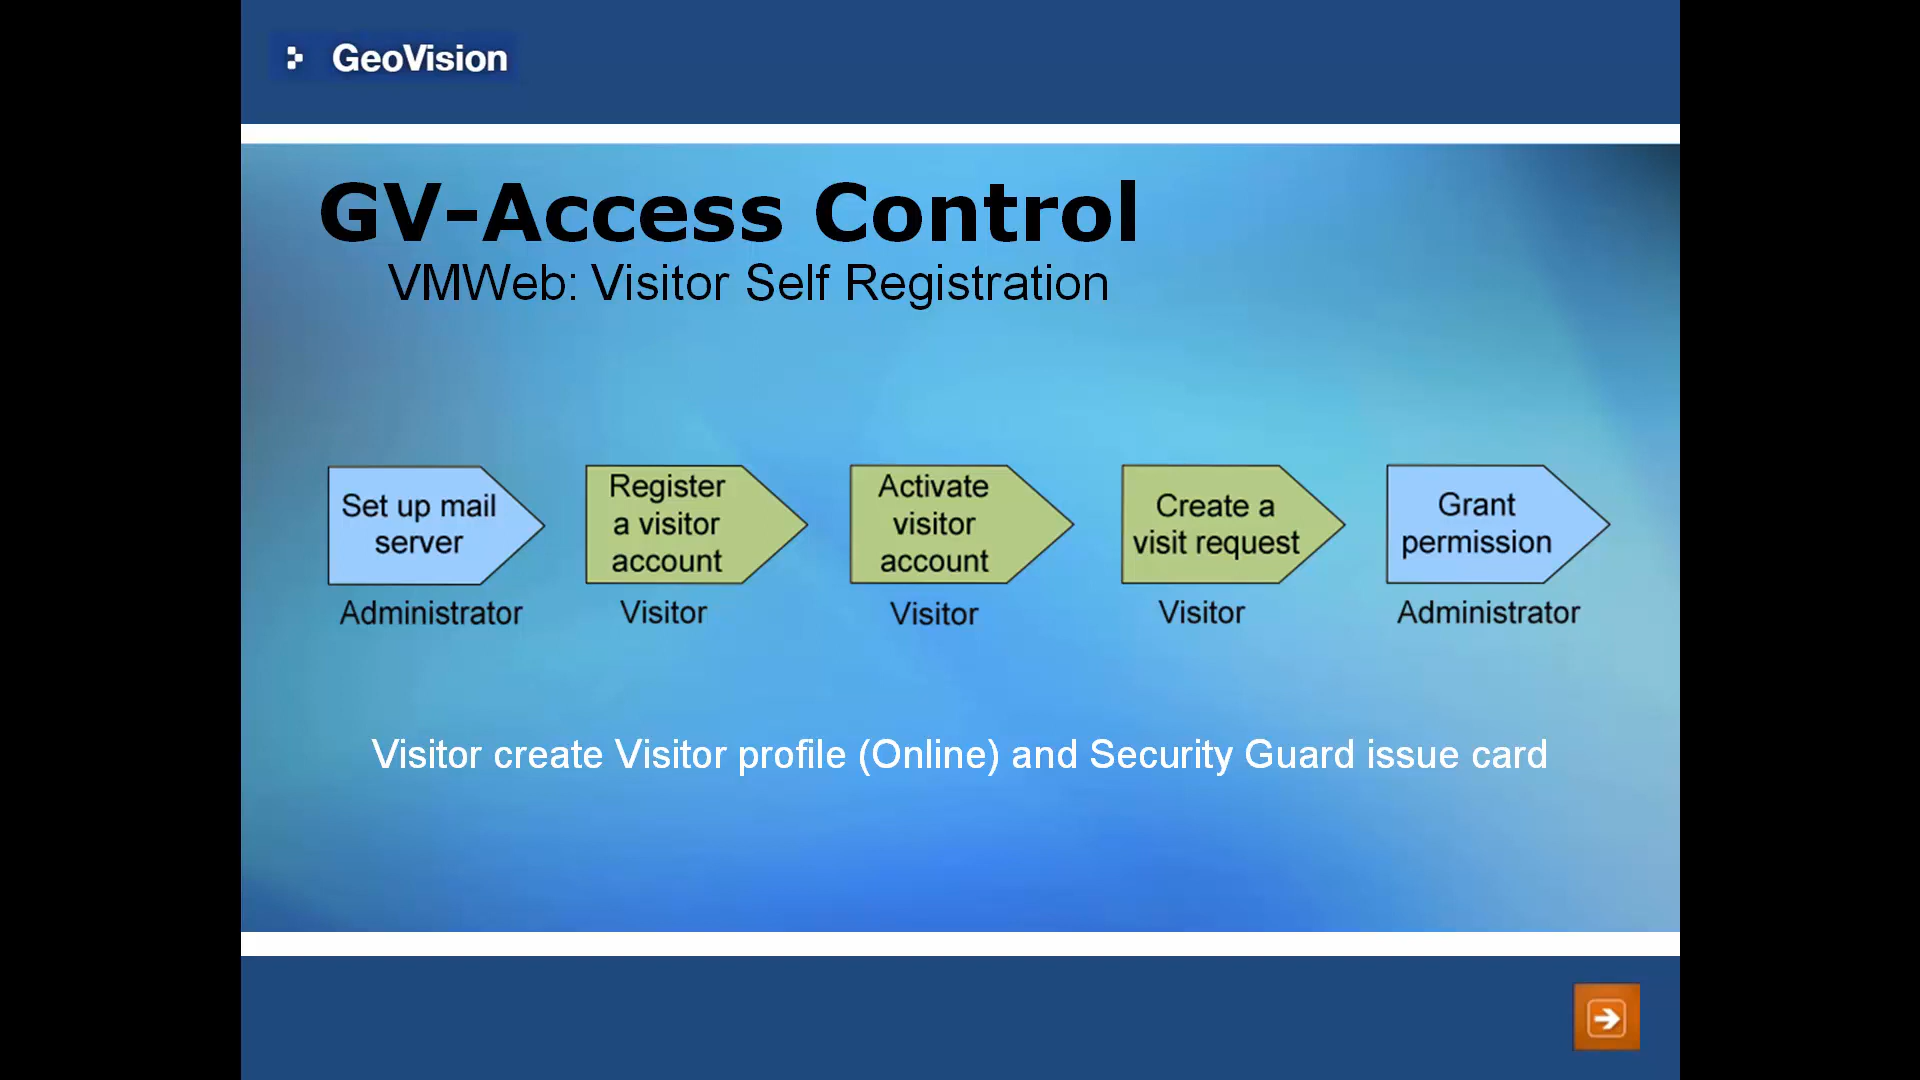 GeoVision
GV-Access Control
VMWeb: Visitor Self Registration
Set up mail
server
Administrator
Register
a visitor
account
Visitor
Activate
visitor
account
Visitor
Create a
visit request
Visitor
Grant
permission
Administrator
Visitor create Visitor profile (Online) and Security Guard issue card